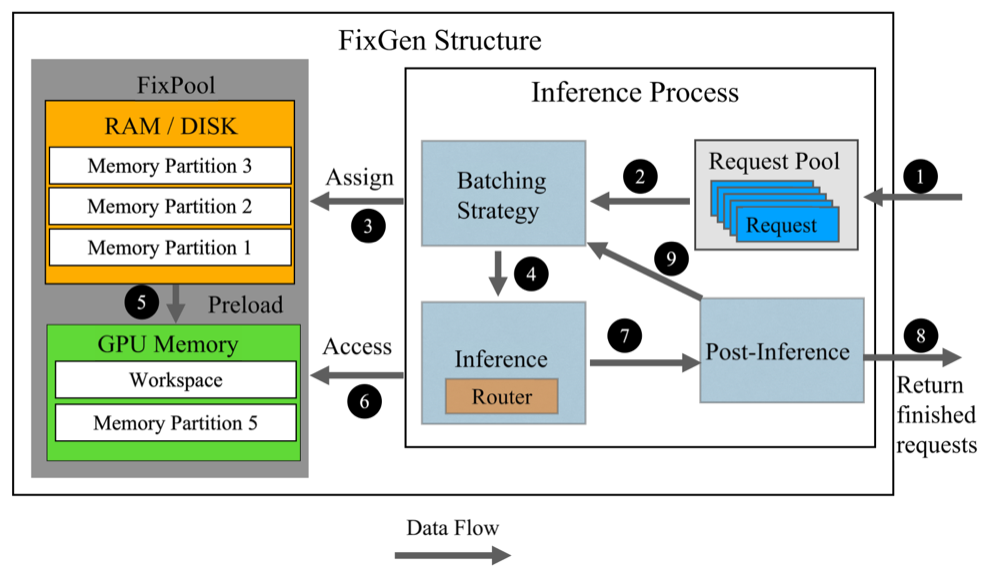 FixGen Structure
FixPool
RAM / DISK
Memory Partition 3
Memory Partition 2
Memory Partition 1
5
Preload
GPU Memory
Workspace
Memory Partition 5
Assign
3
Access
6
Inference Process
Batching
Strategy
2
Request Pool
Request
1
4
9
Inference
Router
7
Post-Inference
8
Return
finished
requests
Data Flow